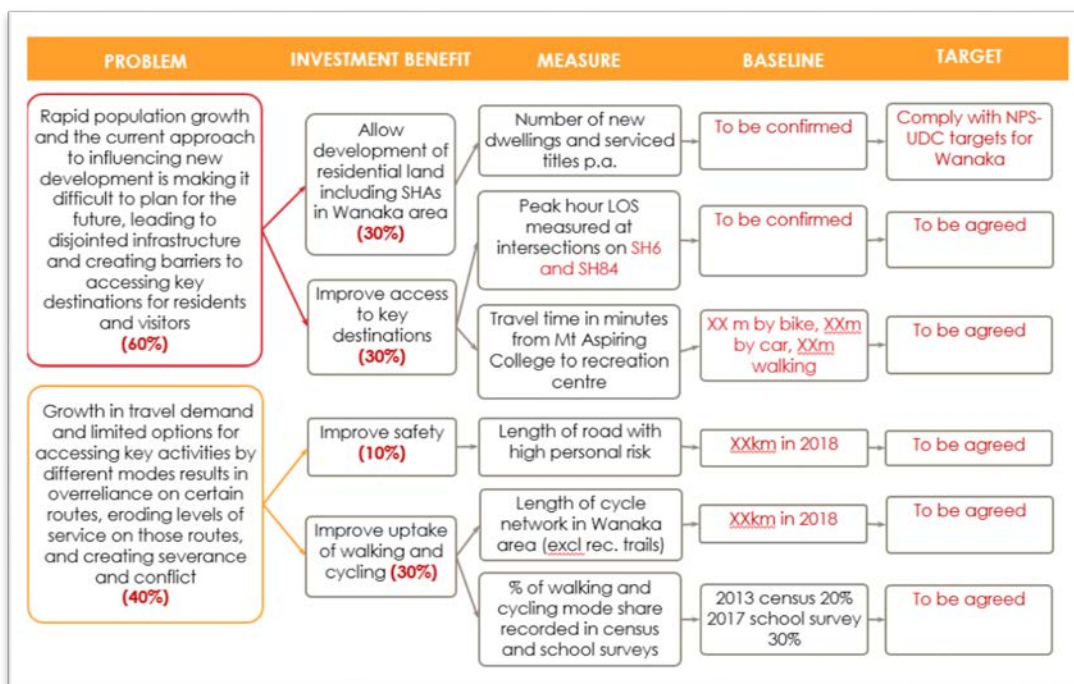 PROBLEM
INVESTMENT BENEFIT
MEASURE
BASELINE
TARGET
Rapid population growth
and the current approach
to influencing new
development is making it
difficult to plan for the
future, leading to
disjointed infrastructure
and creating barriers to
accessing key
destinations for residents
and visitors
(60%)
Allow
development of
residential land
including SHAs
in Wanaka area
(30%)
Number of new
dwellings and serviced
titles p.a.
To be confirmed
Comply with NPS-
UDC targets for
Wanaka
Peak hour LOS
measured at
intersections on SH6
and SH84
To be confirmed
To be agreed
Improve access
to key
destinations
(30%)
Travel time in minutes
from Mt Aspiring
College to recreation
centre
XX m by bike, XXm
by car, XXm
walking
To be agreed
Growth in travel demand
and limited options for
accessing key activities by
different modes results in
overreliance on certain
routes, eroding levels of
service on those routes,
and creating severance
and conflict
(40%)
Improve safety
(10%)
Length of road with
high personal risk
XXkm in 2018
To be agreed
Improve uptake
of walking and
cycling (30%)
Length of cycle
network in Wanaka
area (excl rec. trails)
XXkm in 2018
To be agreed
% of walking and
cycling mode share
recorded in census
and school surveys
2013 census 20%
2017 school survey
30%
To be agreed